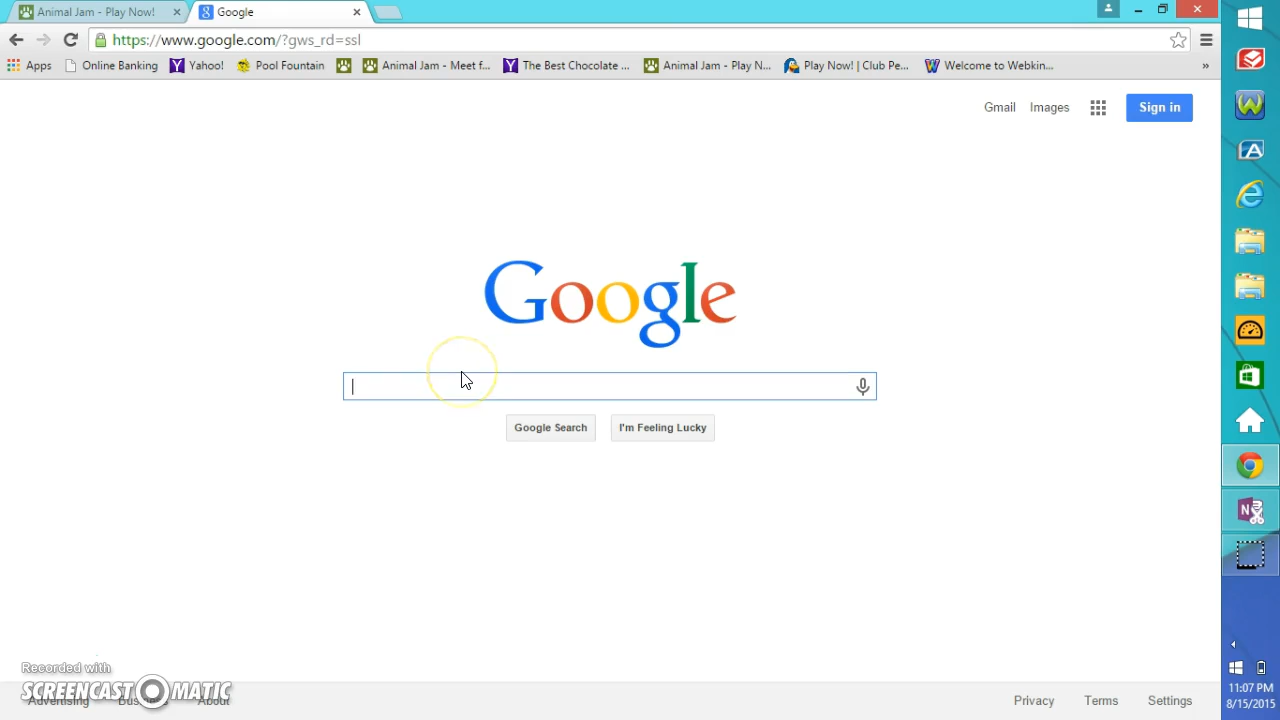 Animal Jam - Play Now!
Google
https://www.google.com/?gws_rd=ssl
Apps
Online Banking
Yahoo!
Pool Fountain
Animal Jam - Meet f...
The Best Chocolate ...
Animal Jam - Play N...
Play Now! | Club Pe...
Welcome to Webkin...
»
Gmail
Images
Sign in
Google
Google Search
I'm Feeling Lucky
Recorded with
SCREENCAST MATIC
Advertising
About
Privacy
Terms
Settings
11:07 PM
8/15/2015